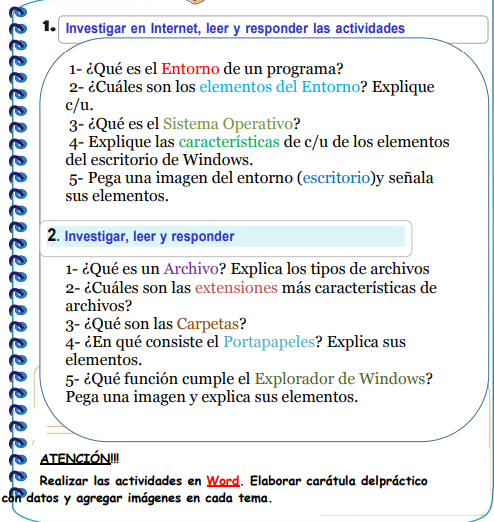 1. Investigar en Internet, leer y responder las actividades
1- ¿Qué es el Entorno de un programa?
2- ¿Cuáles son los elementos del Entorno? Explique
c/u.
3- ¿Qué es el Sistema Operativo?
4- Explique las características de c/u de los elementos
del escritorio de Windows.
5- Pega una imagen del entorno (escritorio)y señala
sus elementos.
2. Investigar, leer y responder
1- ¿Qué es un Archivo? Explica los tipos de archivos
2- ¿Cuáles son las extensiones más características de
archivos?
3- ¿Qué son las Carpetas?
4- ¿En qué consiste el Portapapeles? Explica sus
elementos.
5- ¿Qué función cumple el Explorador de Windows?
Pega una imagen y explica sus elementos.
ATENCIÓN!!!
Realizar las actividades en Word. Elaborar carátula delpráctico
con datos y agregar imágenes en cada tema.